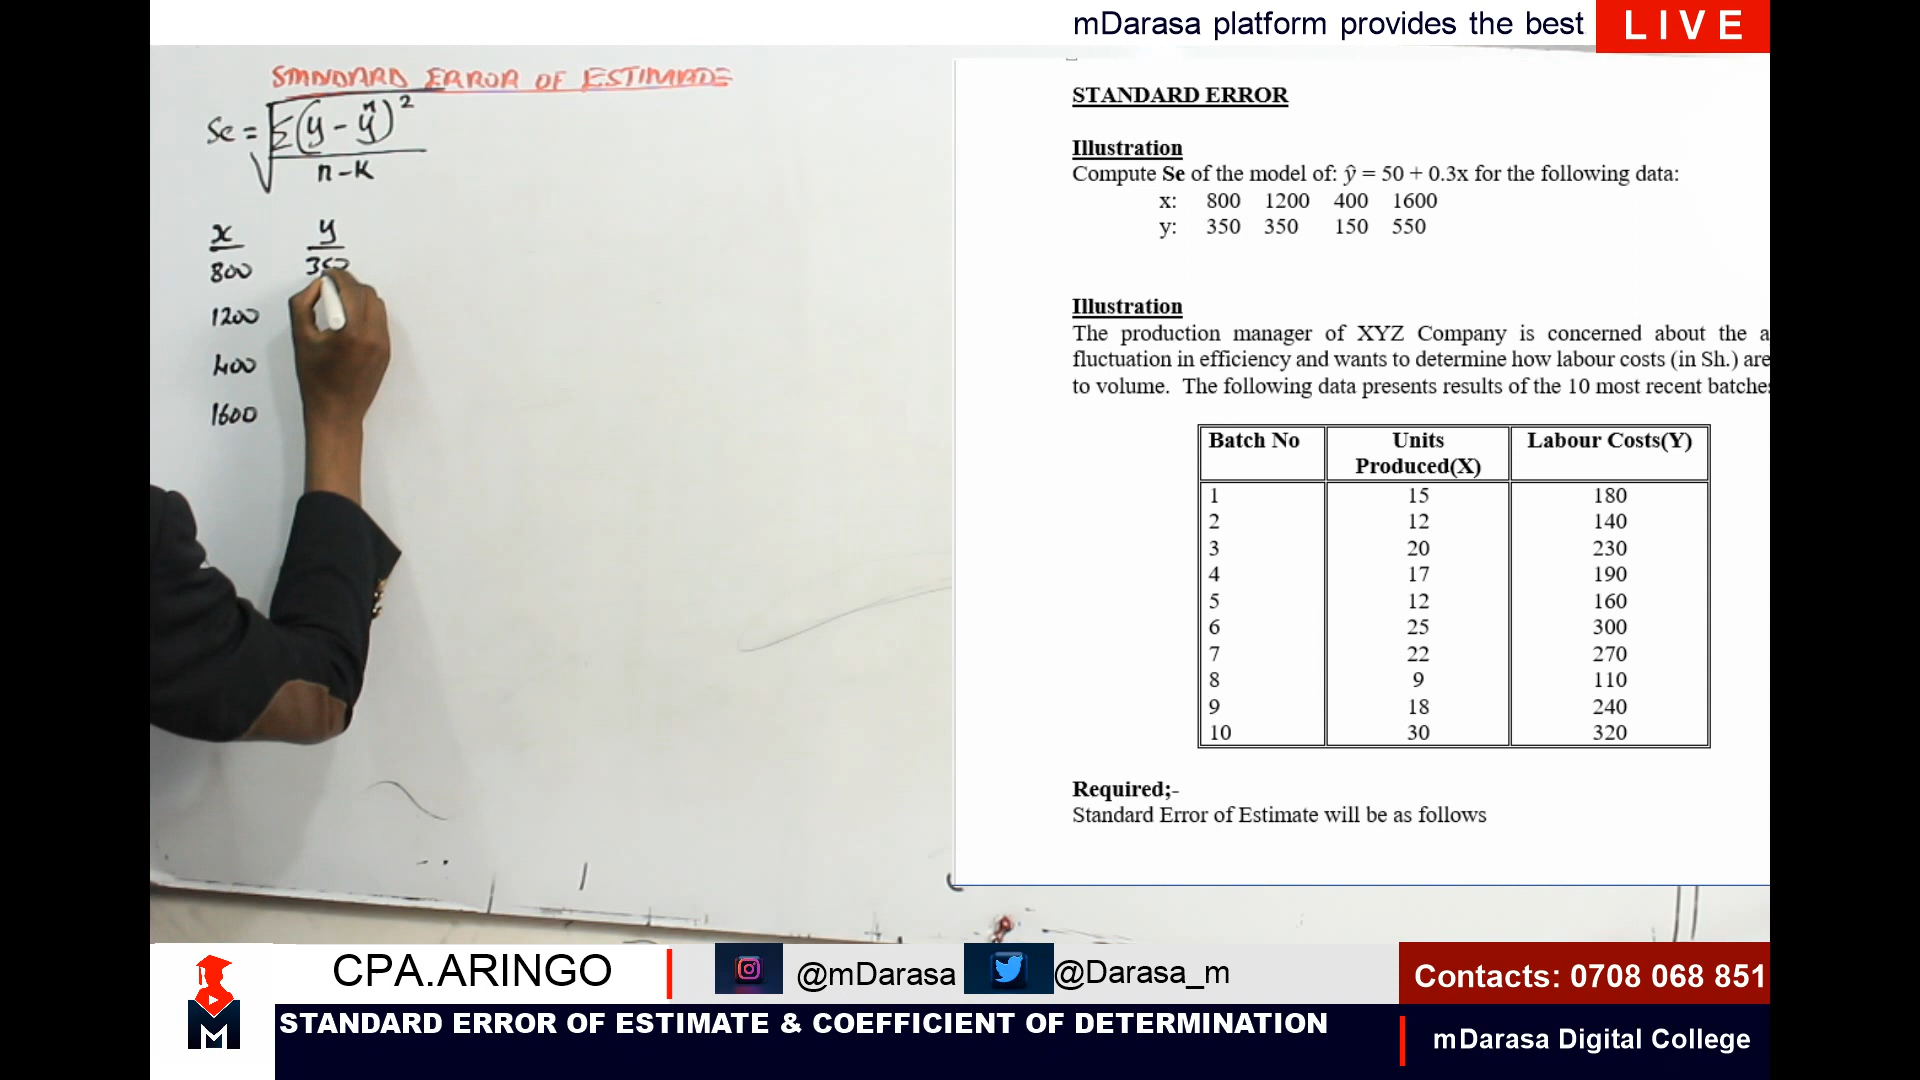 mDarasa platform provides the best
LIVE
STANDARD ERROR OF ESTIMATE
Se = √Σ(y - ŷ)²
n - k
x y
800 350
1200
400
1600
STANDARD ERROR
Illustration
Compute Se of the model of: ŷ = 50 + 0.3x for the following data:
x: 800 1200 400 1600
y: 350 350 150 550
Illustration
The production manager of XYZ Company is concerned about the a
fluctuation in efficiency and wants to determine how labour costs (in Sh.) are
to volume. The following data presents results of the 10 most recent batche
Batch No Units Produced(X) Labour Costs(Y)
1 15 180
2 12 140
3 20 230
4 17 190
5 12 160
6 25 300
7 22 270
8 9 110
9 18 240
10 30 320
Required;-
Standard Error of Estimate will be as follows
CPA.ARINGO
@mDarasa
@Darasa_m
Contacts: 0708 068 851
M
STANDARD ERROR OF ESTIMATE & COEFFICIENT OF DETERMINATION
mDarasa Digital College